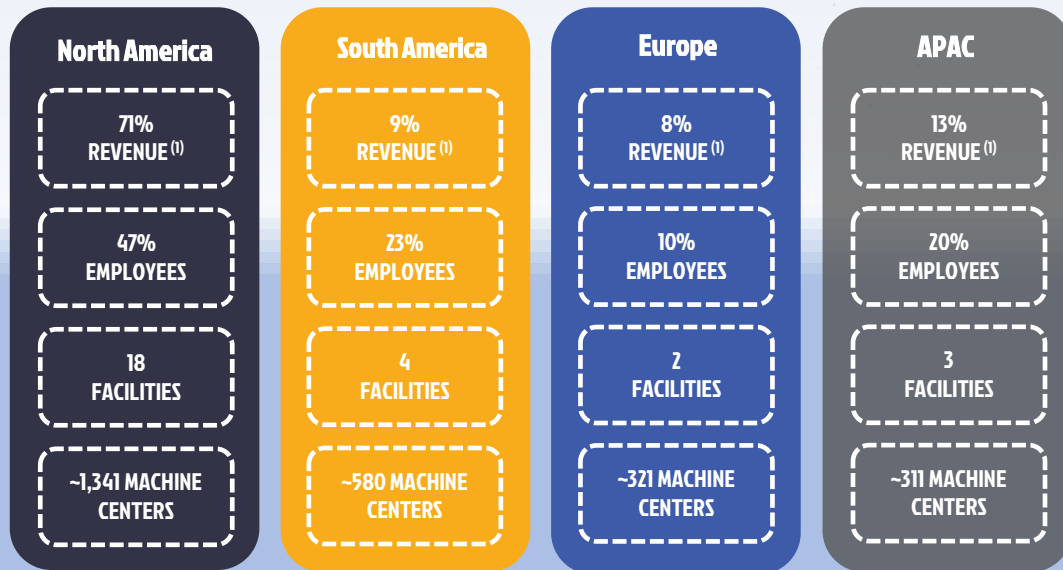 North America
71%
REVENUE (1)
47%
EMPLOYEES
18
FACILITIES
~1,341 MACHINE
CENTERS
South America
9%
REVENUE (1)
23%
EMPLOYEES
4
FACILITIES
~580 MACHINE
CENTERS
Europe
8%
REVENUE (1)
10%
EMPLOYEES
2
FACILITIES
~321 MACHINE
CENTERS
APAC
13%
REVENUE (1)
20%
EMPLOYEES
3
FACILITIES
~311 MACHINE
CENTERS